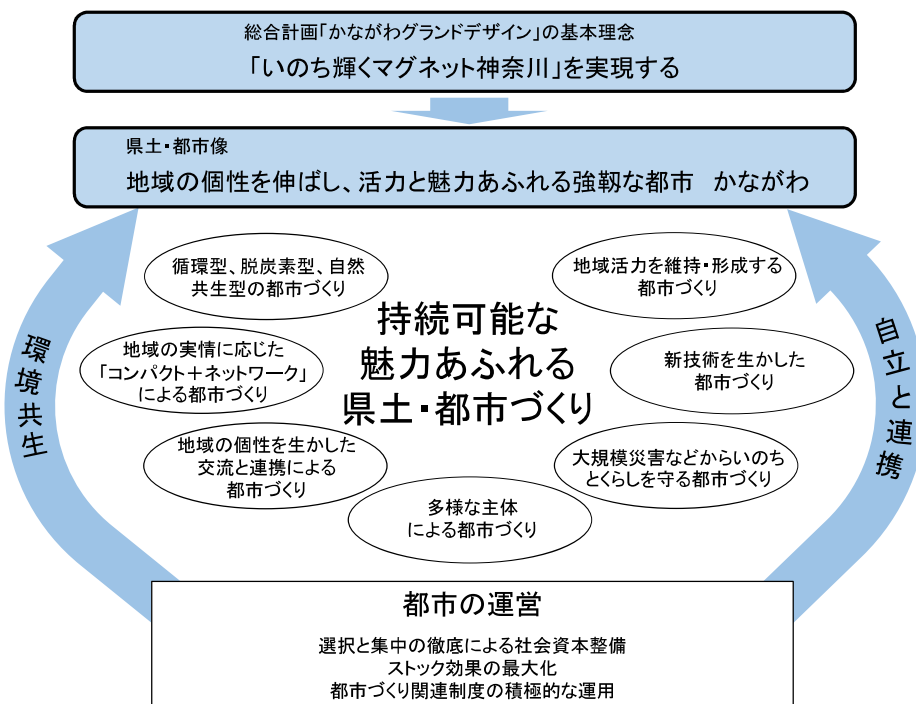 総合計画「かながわグランドデザイン」の基本理念
「いのち輝くマグネット神奈川」を実現する
県土・都市像
地域の個性を伸ばし、活力と魅力あふれる強靱な都市　かながわ
循環型、脱炭素型、自然
共生型の都市づくり
地域活力を維持・形成する
都市づくり
持続可能な
魅力あふれる
県土・都市づくり
環境共生
自立と連携
地域の実情に応じた
「コンパクト＋ネットワーク」
による都市づくり
新技術を生かした
都市づくり
地域の個性を生かした
交流と連携による
都市づくり
大規模災害などからいのち
とくらしを守る都市づくり
多様な主体
による都市づくり
都市の運営
選択と集中の徹底による社会資本整備
ストック効果の最大化
都市づくり関連制度の積極的な運用